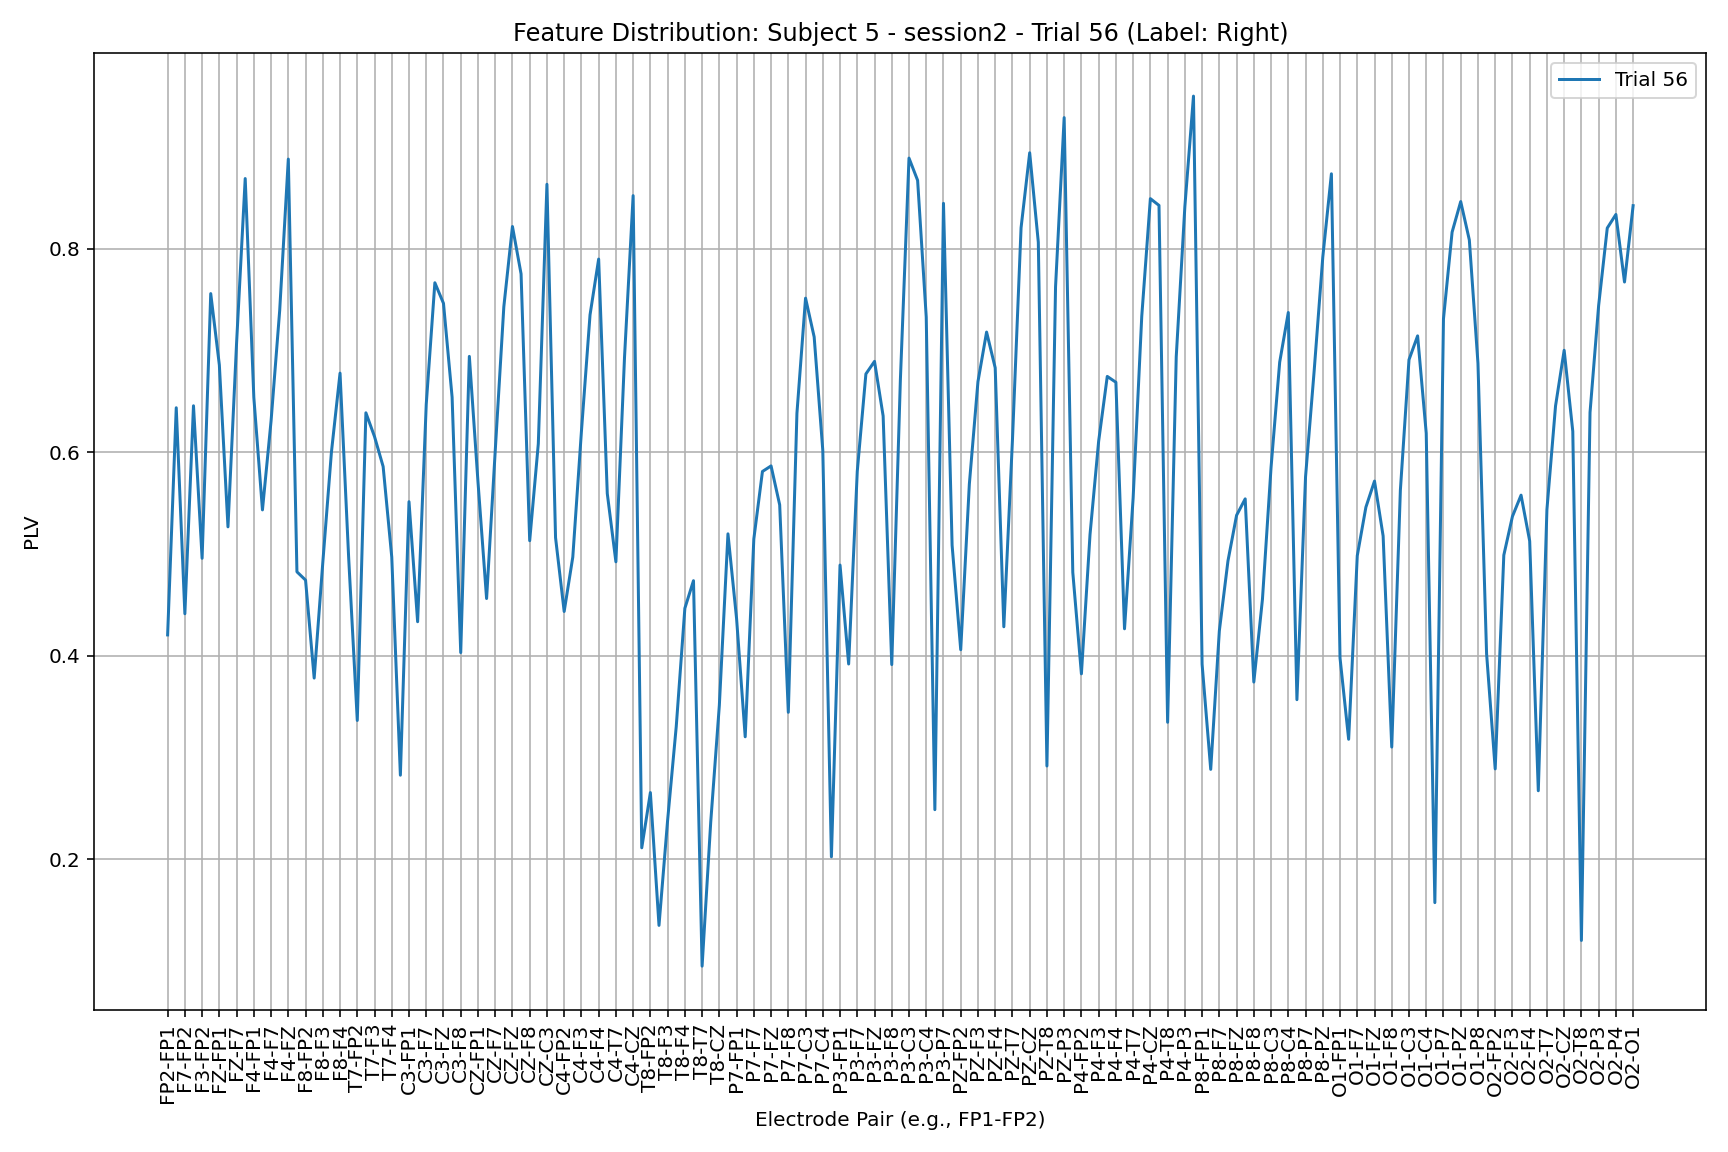 Feature Distribution: Subject 5 - session2 - Trial 56 (Label: Right)
Trial 56
PLV
0.8
0.6
0.4
0.2
FP2-FP1
F7-FP2
F3-FP2
FZ-FP1
FZ-F7
F4-FP1
F4-F7
F4-FZ
F8-FP2
F8-F3
F8-F4
T7-FP2
T7-F3
T7-F4
C3-FP1
C3-F7
C3-FZ
C3-F8
CZ-FP1
CZ-F7
CZ-FZ
CZ-F8
CZ-C3
C4-FP2
C4-F3
C4-F4
C4-T7
C4-CZ
T8-FP2
T8-F3
T8-F4
T8-T7
T8-CZ
P7-FP1
P7-F7
P7-FZ
P7-F8
P7-C3
P7-C4
P3-FP1
P3-F7
P3-FZ
P3-F8
P3-C3
P3-C4
P3-P7
PZ-FP2
PZ-F3
PZ-F4
PZ-T7
PZ-CZ
PZ-T8
PZ-P3
P4-FP2
P4-F3
P4-F4
P4-T7
P4-CZ
P4-T8
P4-P3
P8-FP1
P8-F7
P8-FZ
P8-F8
P8-C3
P8-C4
P8-P7
P8-PZ
O1-FP1
O1-F7
O1-FZ
O1-F8
O1-C3
O1-C4
O1-P7
O1-PZ
O1-P8
O2-FP2
O2-F3
O2-F4
O2-T7
O2-CZ
O2-T8
O2-P3
O2-P4
O2-O1
Electrode Pair (e.g., FP1-FP2)